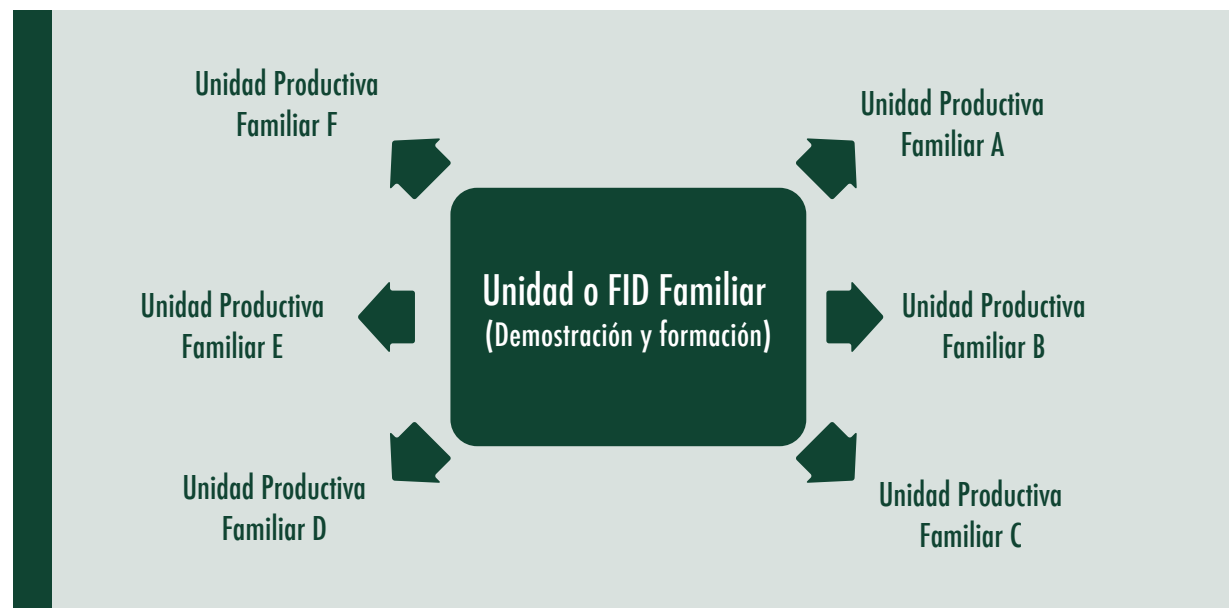 Unidad Productiva
Familiar F
Unidad Productiva
Familiar A
Unidad o FID Familiar
(Demostración y formación)
Unidad Productiva
Familiar E
Unidad Productiva
Familiar B
Unidad Productiva
Familiar D
Unidad Productiva
Familiar C